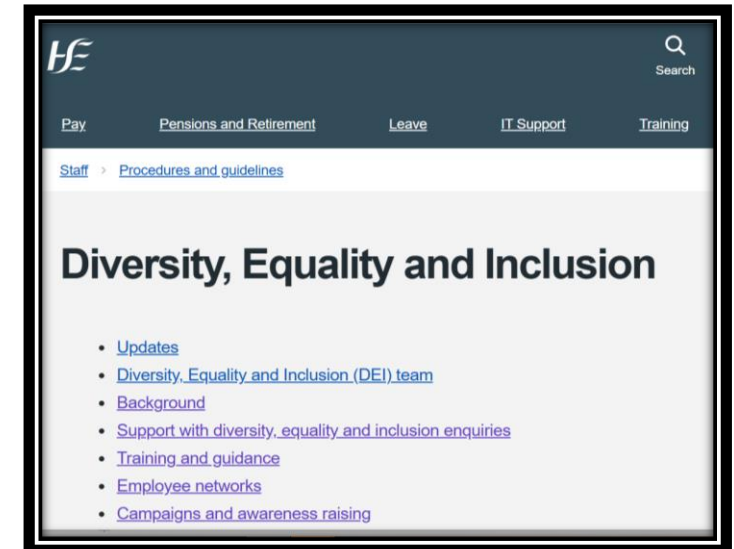 HE
Search
Pay Pensions and Retirement Leave IT Support Training
Staff > Procedures and guidelines
Diversity, Equality and Inclusion
• Updates
• Diversity, Equality and Inclusion (DEI) team
• Background
• Support with diversity, equality and inclusion enquiries
• Training and guidance
• Employee networks
• Campaigns and awareness raising